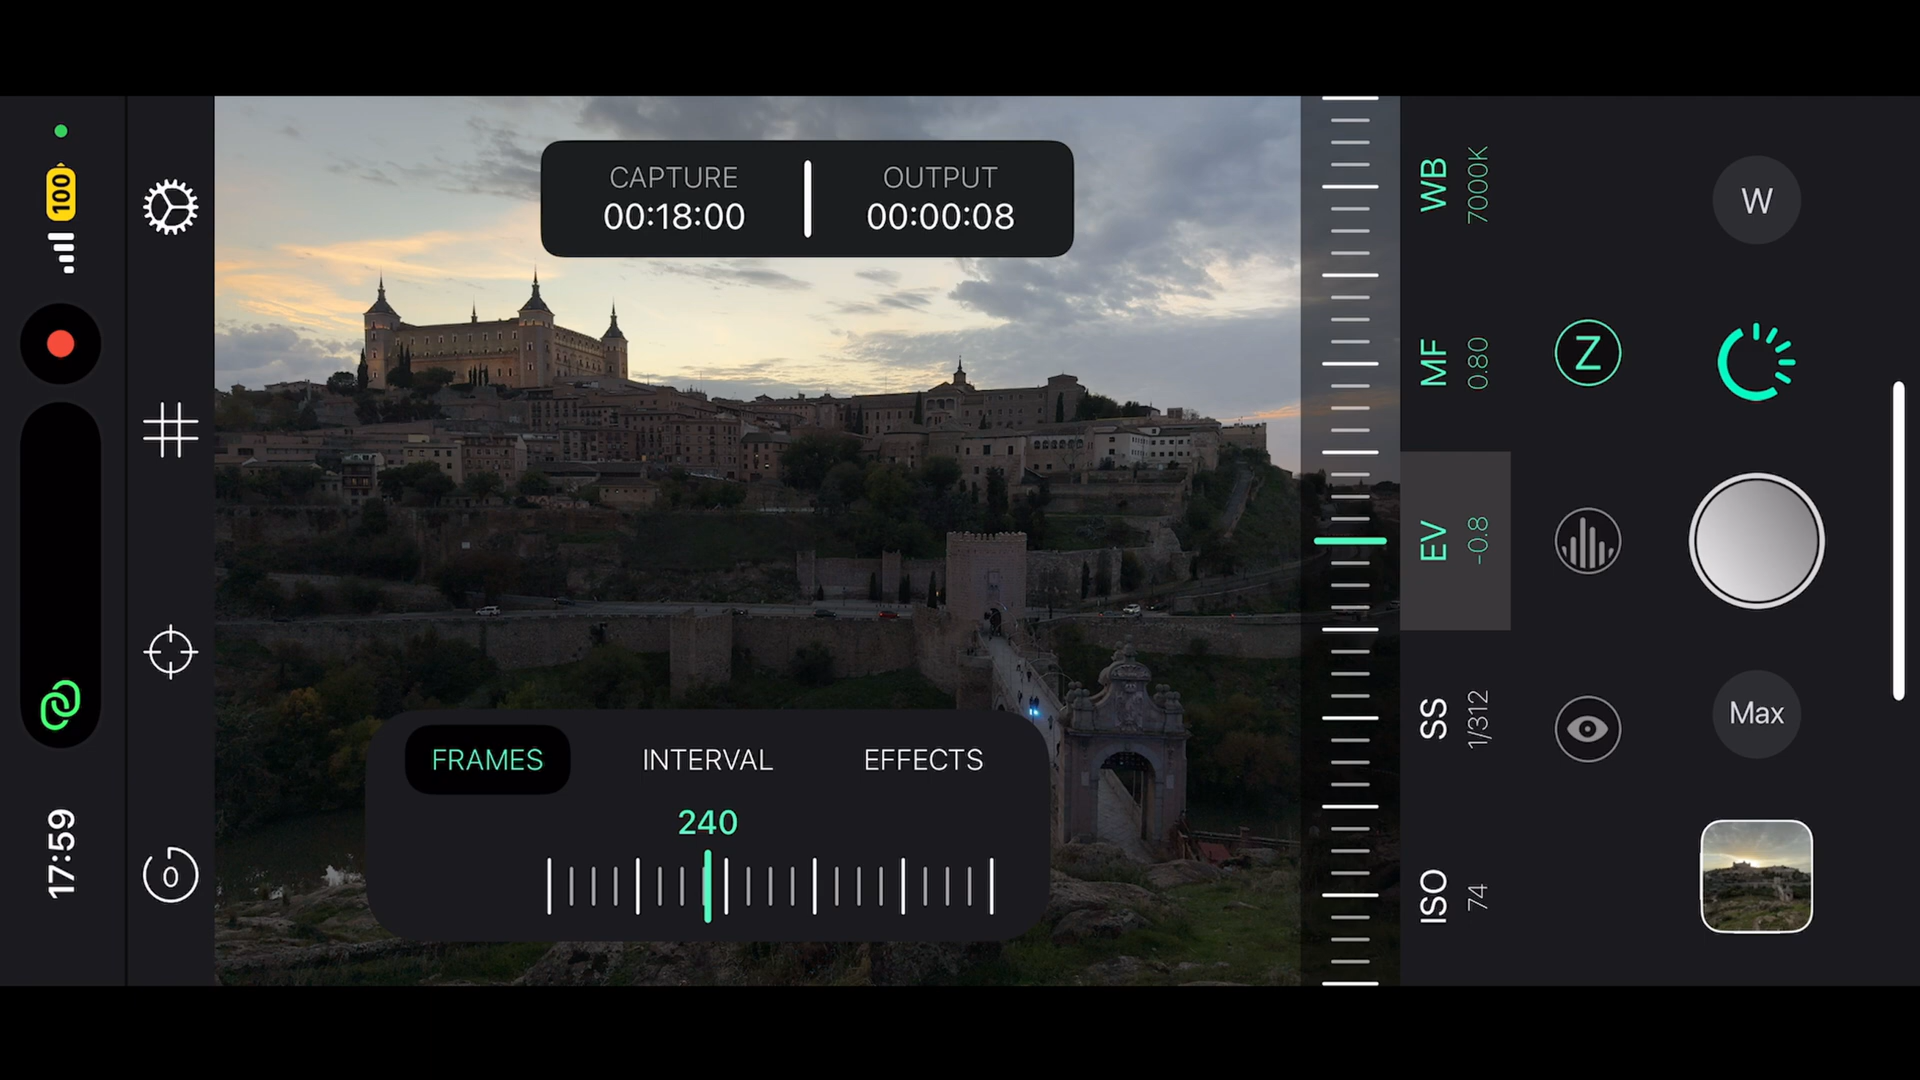 100
17:59
0
CAPTURE
00:18:00
OUTPUT
00:00:08
FRAMES
INTERVAL
EFFECTS
240
WB
7000K
MF
0.80
EV
-0.8
SS
1/312
ISO
74
Z
W
Max